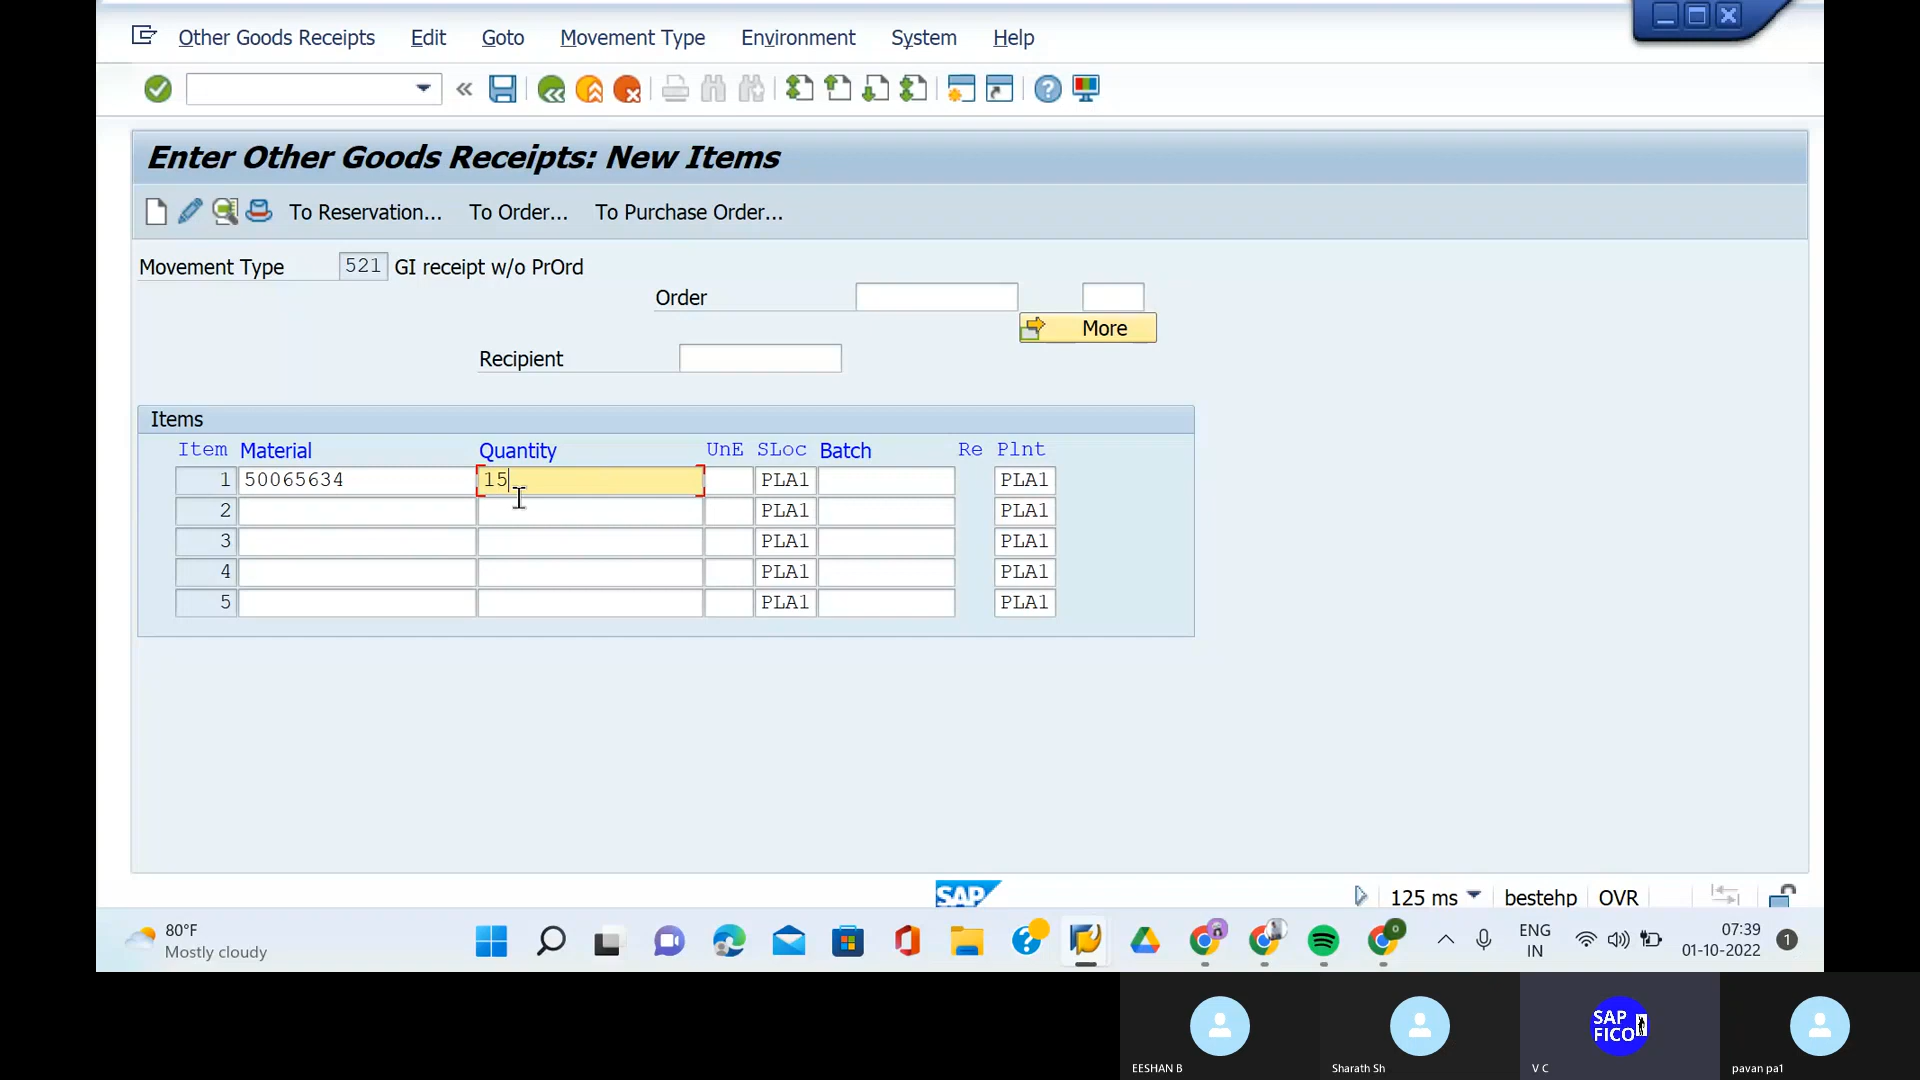 Other Goods Receipts Edit Goto Movement Type Environment System Help
Enter Other Goods Receipts: New Items
To Reservation... To Order... To Purchase Order...
Movement Type 521 GI receipt w/o PrOrd
Order
More
Recipient
Items
Item Material Quantity UnE SLoc Batch Re Plnt
1 50065634 15 PLA1 PLA1
2 PLA1 PLA1
3 PLA1 PLA1
4 PLA1 PLA1
5 PLA1 PLA1
SAP 125 ms bestehp OVR
80°F
Mostly cloudy
ENG
IN
07:39
01-10-2022
1
SAP
FICO
EESHAN B Sharath Sh V C pavan pa1